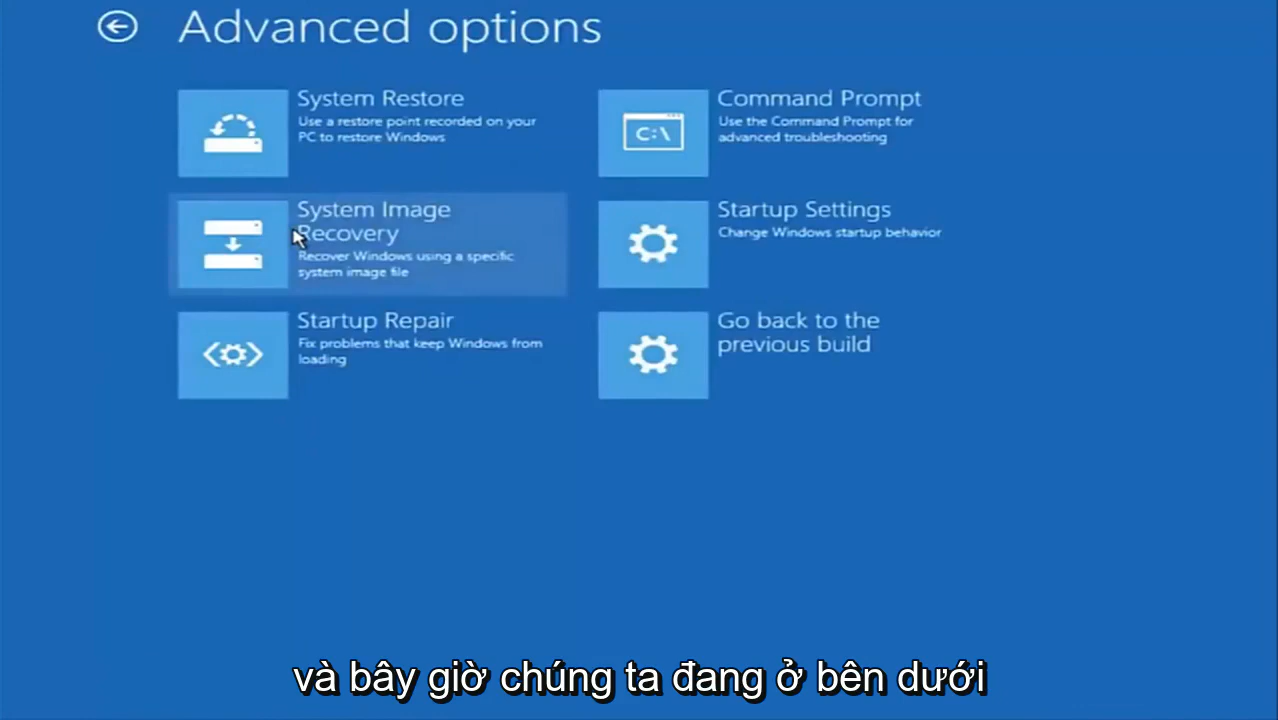 Advanced options
System Restore
Use a restore point recorded on your
PC to restore Windows
Command Prompt
Use the Command Prompt for
advanced troubleshooting
C:\
System Image
Recovery
Recover Windows using a specific
system image file
Startup Settings
Change Windows startup behavior
Startup Repair
Fix problems that keep Windows from
loading
Go back to the
previous build
và bây giờ chúng ta đang ở bên dưới